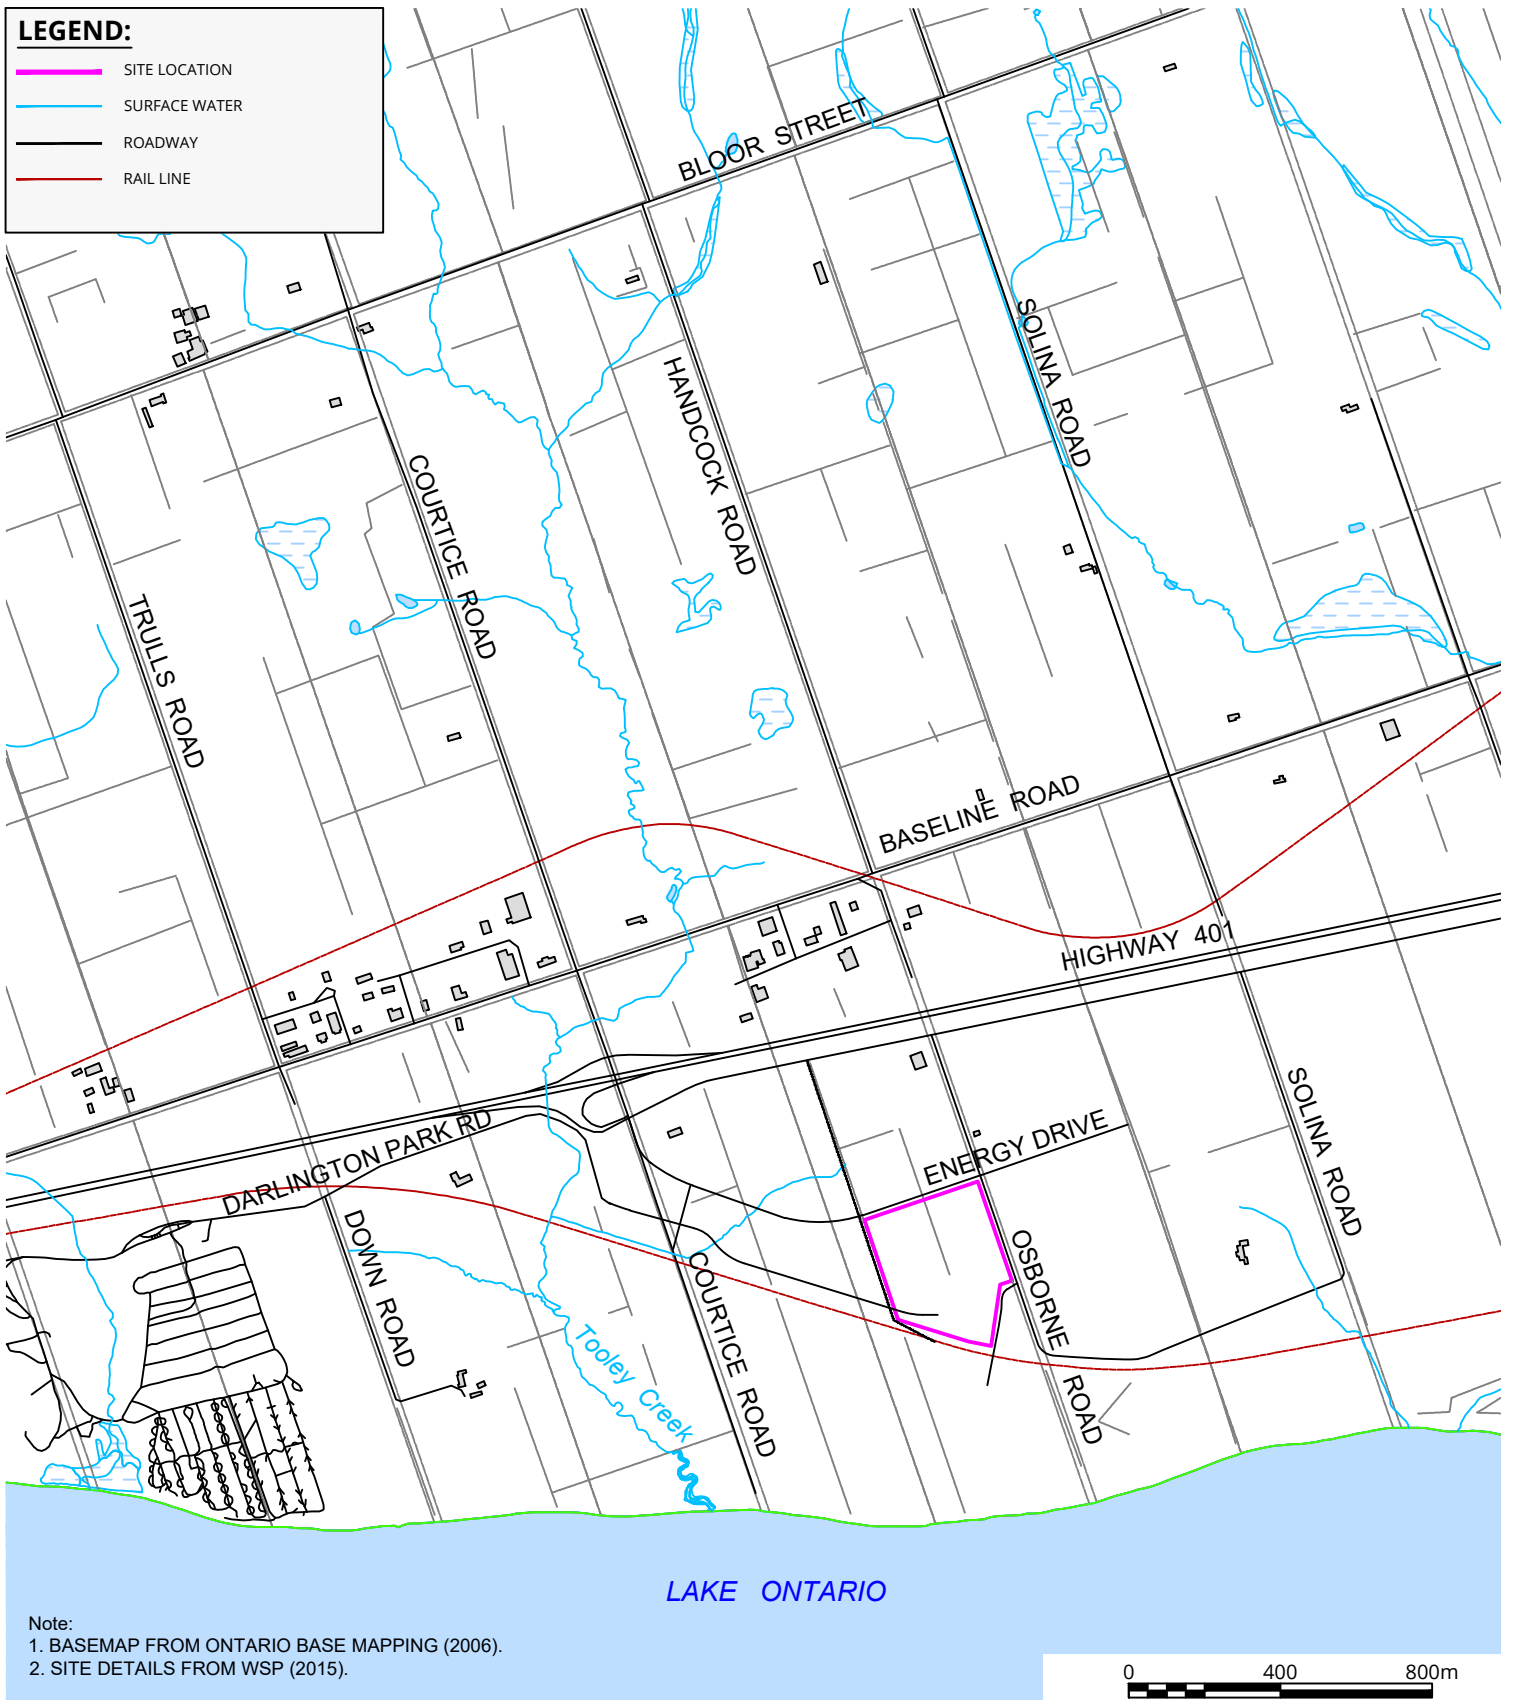 LEGEND:
SITE LOCATION
SURFACE WATER
ROADWAY
RAIL LINE
BLOOR STREET
SOLINA ROAD
HANDCOCK ROAD
COURTICE ROAD
TRULLS ROAD
BASELINE ROAD
HIGHWAY 401
SOLINA ROAD
DARLINGTON PARK RD
ENERGY DRIVE
DOWN ROAD
OSBORNE ROAD
COURTICE ROAD
Tooley Creek
LAKE ONTARIO
Note:
1. BASEMAP FROM ONTARIO BASE MAPPING (2006).
2. SITE DETAILS FROM WSP (2015).
0 400 800m